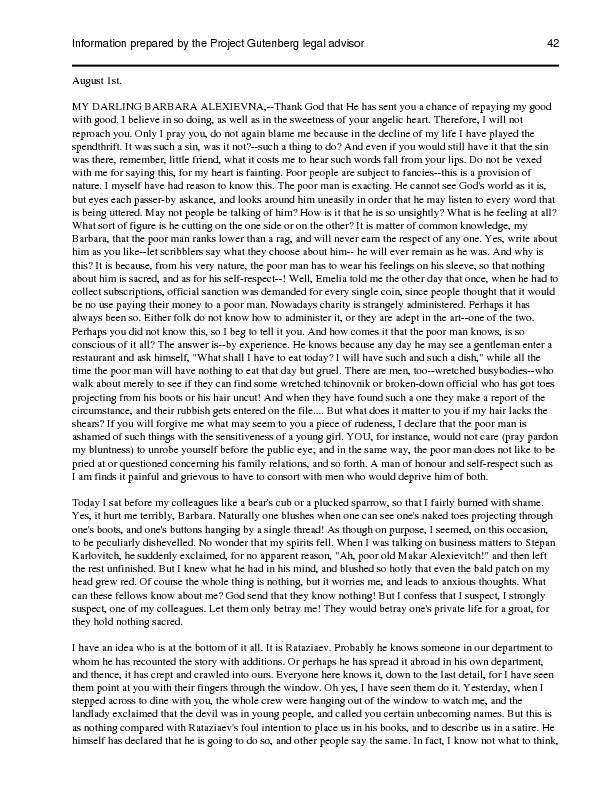 Information prepared by the Project Gutenberg legal advisor 42
August 1st.
MY DARLING BARBARA ALEXIEVNA,--Thank God that He has sent you a chance of repaying my good
with good. I believe in so doing, as well as in the sweetness of your angelic heart. Therefore, I will not
reproach you. Only I pray you, do not again blame me because in the decline of my life I have played the
spendthrift. It was such a sin, was it not?--such a thing to do? And even if you would still have it that the sin
was there, remember, little friend, what it costs me to hear such words fall from your lips. Do not be vexed
with me for saying this, for my heart is fainting. Poor people are subject to fancies--this is a provision of
nature. I myself have had reason to know this. The poor man is exacting. He cannot see God's world as it is,
but eyes each passer-by askance, and looks around him uneasily in order that he may listen to every word that
is being uttered. May not people be talking of him? How is it that he is so unsightly? What is he feeling at all?
What sort of figure is he cutting on the one side or on the other? It is matter of common knowledge, my
Barbara, that the poor man ranks lower than a rag, and will never earn the respect of any one. Yes, write about
him as you like--let scribblers say what they choose about him-- he will ever remain as he was. And why is
this? It is because, from his very nature, the poor man has to wear his feelings on his sleeve, so that nothing
about him is sacred, and as for his self-respect--! Well, Emelia told me the other day that once, when he had to
collect subscriptions, official sanction was demanded for every single coin, since people thought that it would
be no use paying their money to a poor man. Nowadays charity is strangely administered. Perhaps it has
always been so. Either folk do not know how to administer it, or they are adept in the art--one of the two.
Perhaps you did not know this, so I beg to tell it you. And how comes it that the poor man knows, is so
conscious of it all? The answer is--by experience. He knows because any day he may see a gentleman enter a
restaurant and ask himself, "What shall I have to eat today? I will have such and such a dish," while all the
time the poor man will have nothing to eat that day but gruel. There are men, too--wretched busybodies--who
walk about merely to see if they can find some wretched tchinovnik or broken-down official who has got toes
projecting from his boots or his hair uncut! And when they have found such a one they make a report of the
circumstance, and their rubbish gets entered on the file.... But what does it matter to you if my hair lacks the
shears? If you will forgive me what may seem to you a piece of rudeness, I declare that the poor man is
ashamed of such things with the sensitiveness of a young girl. YOU, for instance, would not care (pray pardon
my bluntness) to unrobe yourself before the public eye; and in the same way, the poor man does not like to be
pried at or questioned concerning his family relations, and so forth. A man of honour and self-respect such as
I am finds it painful and grievous to have to consort with men who would deprive him of both.
Today I sat before my colleagues like a bear's cub or a plucked sparrow, so that I fairly burned with shame.
Yes, it hurt me terribly, Barbara. Naturally one blushes when one can see one's naked toes projecting through
one's boots, and one's buttons hanging by a single thread! As though on purpose, I seemed, on this occasion,
to be peculiarly dishevelled. No wonder that my spirits fell. When I was talking on business matters to Stepan
Karlovitch, he suddenly exclaimed, for no apparent reason, "Ah, poor old Makar Alexievitch!" and then left
the rest unfinished. But I knew what he had in his mind, and blushed so hotly that even the bald patch on my
head grew red. Of course the whole thing is nothing, but it worries me, and leads to anxious thoughts. What
can these fellows know about me? God send that they know nothing! But I confess that I suspect, I strongly
suspect, one of my colleagues. Let them only betray me! They would betray one's private life for a groat, for
they hold nothing sacred.
I have an idea who is at the bottom of it all. It is Rataziaev. Probably he knows someone in our department to
whom he has recounted the story with additions. Or perhaps he has spread it abroad in his own department,
and thence, it has crept and crawled into ours. Everyone here knows it, down to the last detail, for I have seen
them point at you with their fingers through the window. Oh yes, I have seen them do it. Yesterday, when I
stepped across to dine with you, the whole crew were hanging out of the window to watch me, and the
landlady exclaimed that the devil was in young people, and called you certain unbecoming names. But this is
as nothing compared with Rataziaev's foul intention to place us in his books, and to describe us in a satire. He
himself has declared that he is going to do so, and other people say the same. In fact, I know not what to think,